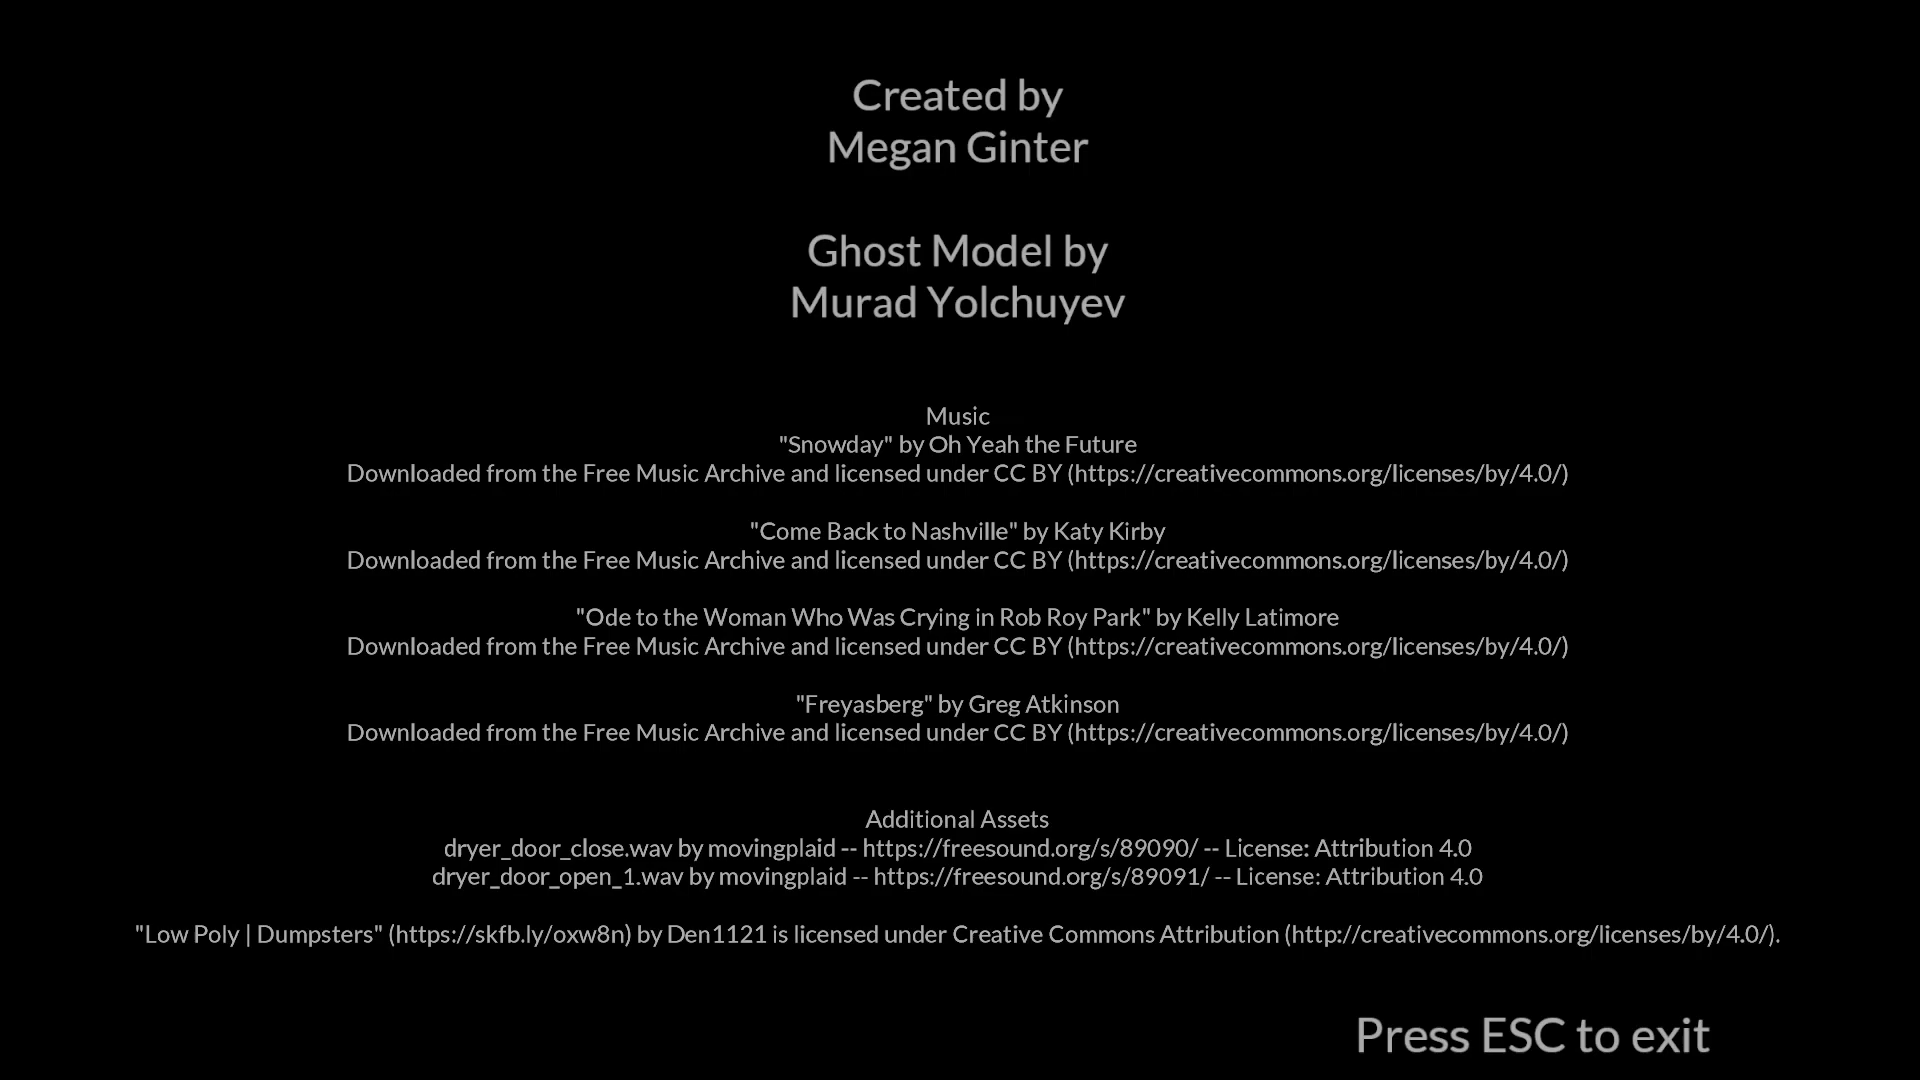 Created by
Megan Ginter
Ghost Model by
Murad Yolchuyev
Music
"Snowday" by Oh Yeah the Future
Downloaded from the Free Music Archive and licensed under CC BY (https://creativecommons.org/licenses/by/4.0/)
"Come Back to Nashville" by Katy Kirby
Downloaded from the Free Music Archive and licensed under CC BY (https://creativecommons.org/licenses/by/4.0/)
"Ode to the Woman Who Was Crying in Rob Roy Park" by Kelly Latimore
Downloaded from the Free Music Archive and licensed under CC BY (https://creativecommons.org/licenses/by/4.0/)
"Freyasberg" by Greg Atkinson
Downloaded from the Free Music Archive and licensed under CC BY (https://creativecommons.org/licenses/by/4.0/)
Additional Assets
dryer_door_close.wav by movingplaid -- https://freesound.org/s/89090/ -- License: Attribution 4.0
dryer_door_open_1.wav by movingplaid -- https://freesound.org/s/89091/ -- License: Attribution 4.0
"Low Poly | Dumpsters" (https://skfb.ly/oxw8n) by Den1121 is licensed under Creative Commons Attribution (http://creativecommons.org/licenses/by/4.0/).
Press ESC to exit